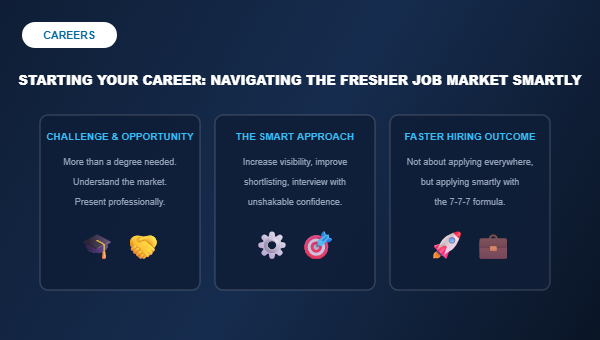 CAREERS
STARTING YOUR CAREER: NAVIGATING THE FRESHER JOB MARKET SMARTLY
CHALLENGE & OPPORTUNITY
More than a degree needed.
Understand the market.
Present professionally.
THE SMART APPROACH
Increase visibility, improve
shortlisting, interview with
unshakable confidence.
FASTER HIRING OUTCOME
Not about applying everywhere,
but applying smartly with
the 7-7-7 formula.